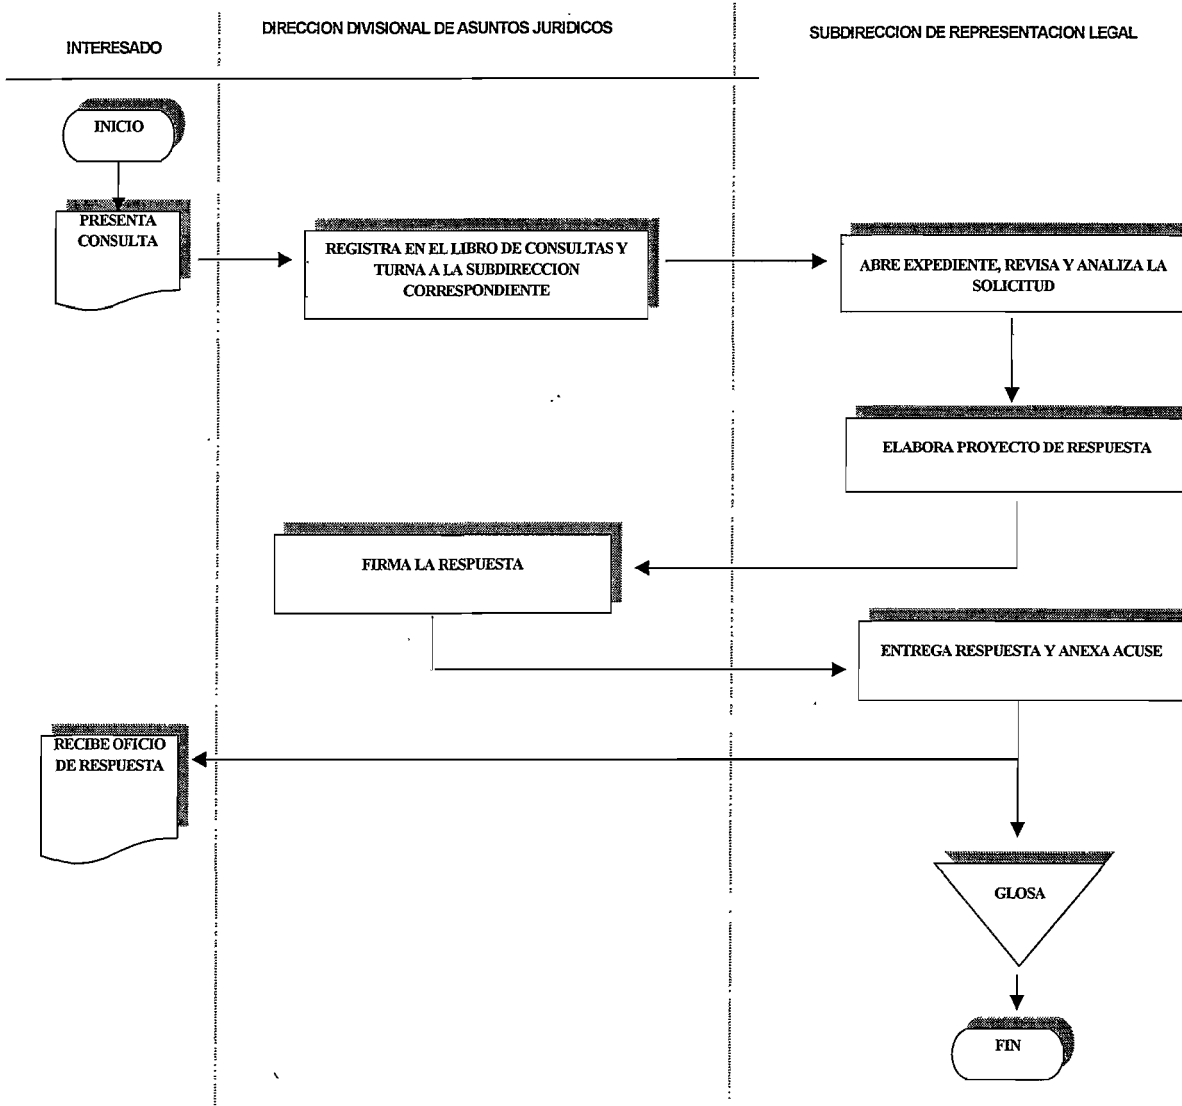 INTERESADO
DIRECCION DIVISIONAL DE ASUNTOS JURIDICOS
SUBDIRECCION DE REPRESENTACION LEGAL
INICIO
PRESENTA
CONSULTA
REGISTRA EN EL LIBRO DE CONSULTAS Y
TURNA A LA SUBDIRECCION
CORRESPONDIENTE
ABRE EXPEDIENTE, REVISA Y ANALIZA LA
SOLICITUD
ELABORA PROYECTO DE RESPUESTA
FIRMA LA RESPUESTA
ENTREGA RESPUESTA Y ANEXA ACUSE
RECIBE OFICIO
DE RESPUESTA
GLOSA
FIN